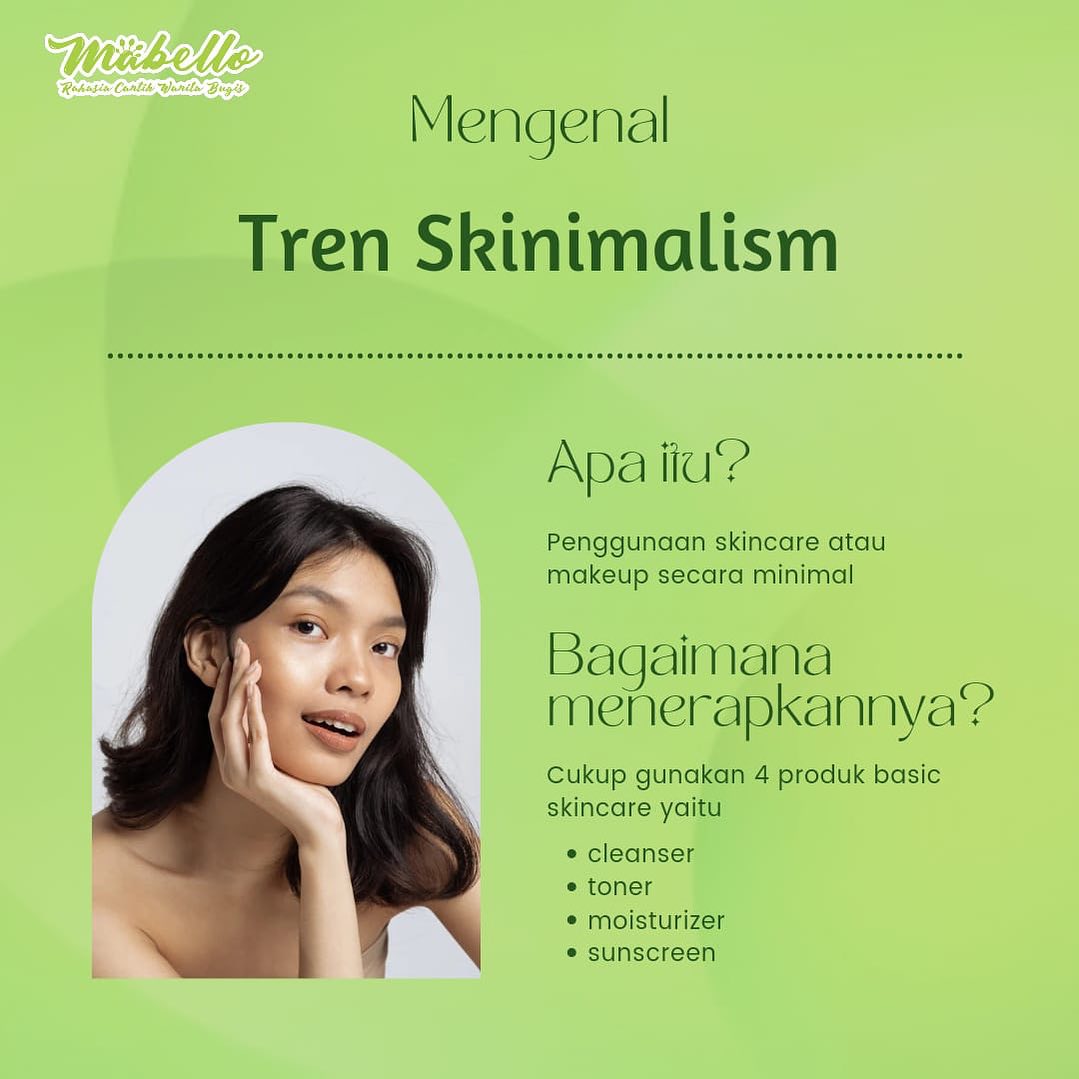 Mabello
Rahasia Cantik Wanita Bugis
Mengenal
Tren Skinimalism
Apa itu?
Penggunaan skincare atau
makeup secara minimal
Bagaimana
menerapkannya?
Cukup gunakan 4 produk basic
skincare yaitu
• cleanser
• toner
• moisturizer
• sunscreen